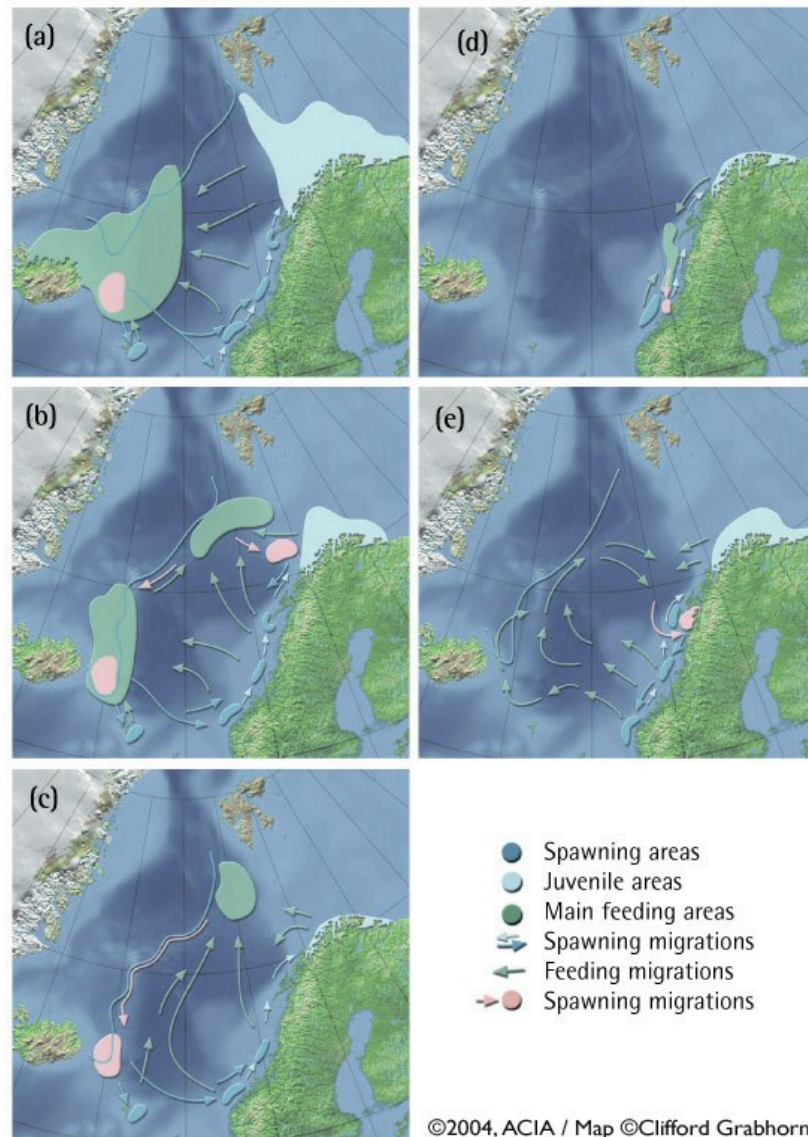 (a)
(d)
(b)
(e)
(c)
Spawning areas
Juvenile areas
Main feeding areas
Spawning migrations
Feeding migrations
Spawning migrations
©2004, ACIA / Map ©Clifford Grabhorn